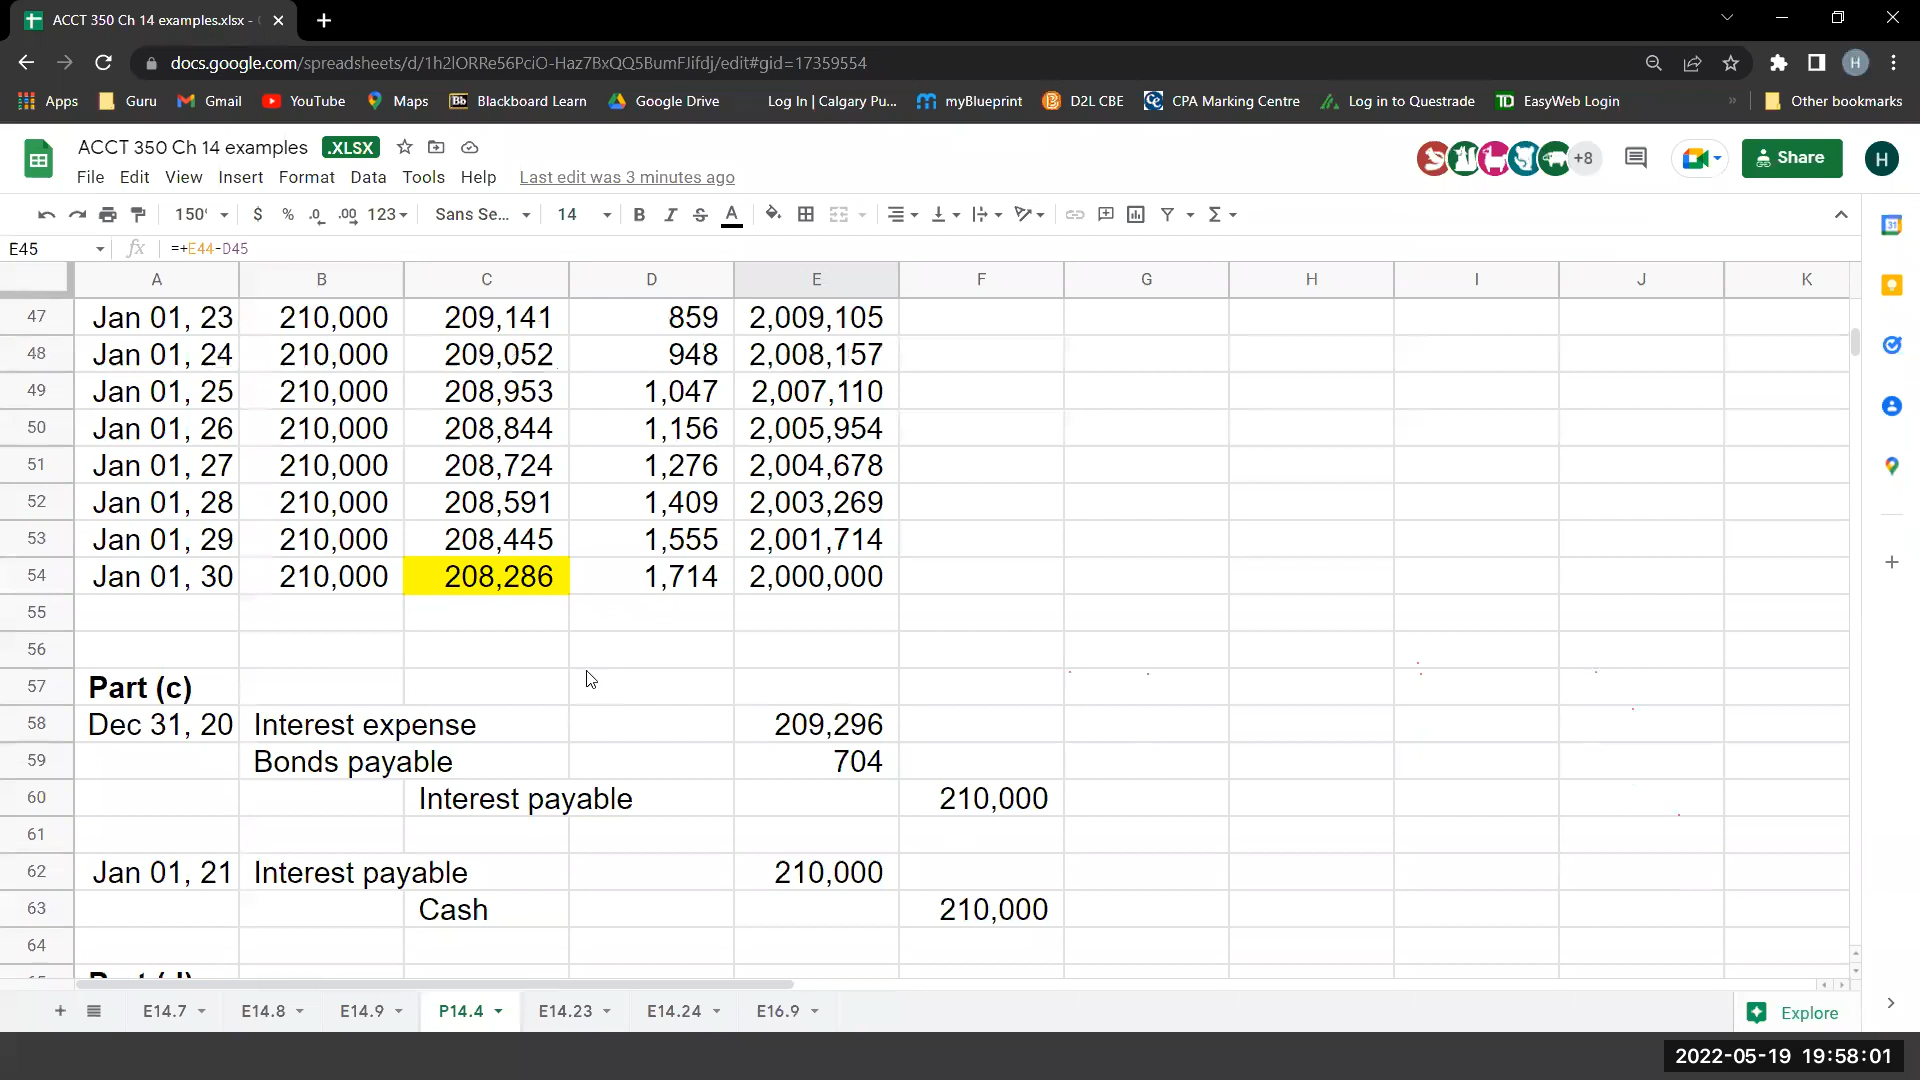 ACCT 350 Ch 14 examples.xlsx -
docs.google.com/spreadsheets/d/1h2lORRe56PciO-Haz7BxQQ5BumFJifdj/edit#gid=17359554
H
Apps Guru Gmail YouTube Maps Bb Blackboard Learn Google Drive Log In | Calgary Pu... myBlueprint D2L CBE CPA Marking Centre Log in to Questrade TD EasyWeb Login » Other bookmarks
ACCT 350 Ch 14 examples .XLSX
+8 Share H
File Edit View Insert Format Data Tools Help Last edit was 3 minutes ago
150% $ % .0 .00 123 Sans Se... 14 B I S A Σ
31
E45 fx =+E44-D45
A B C D E F G H I J K
47 Jan 01, 23 210,000 209,141 859 2,009,105
48 Jan 01, 24 210,000 209,052 948 2,008,157
49 Jan 01, 25 210,000 208,953 1,047 2,007,110
50 Jan 01, 26 210,000 208,844 1,156 2,005,954
51 Jan 01, 27 210,000 208,724 1,276 2,004,678
52 Jan 01, 28 210,000 208,591 1,409 2,003,269
53 Jan 01, 29 210,000 208,445 1,555 2,001,714
54 Jan 01, 30 210,000 208,286 1,714 2,000,000
55
56
57 Part (c)
58 Dec 31, 20 Interest expense 209,296
59 Bonds payable 704
60 Interest payable 210,000
61
62 Jan 01, 21 Interest payable 210,000
63 Cash 210,000
64
E14.7 E14.8 E14.9 P14.4 E14.23 E14.24 E16.9 Explore
2022-05-19 19:58:01